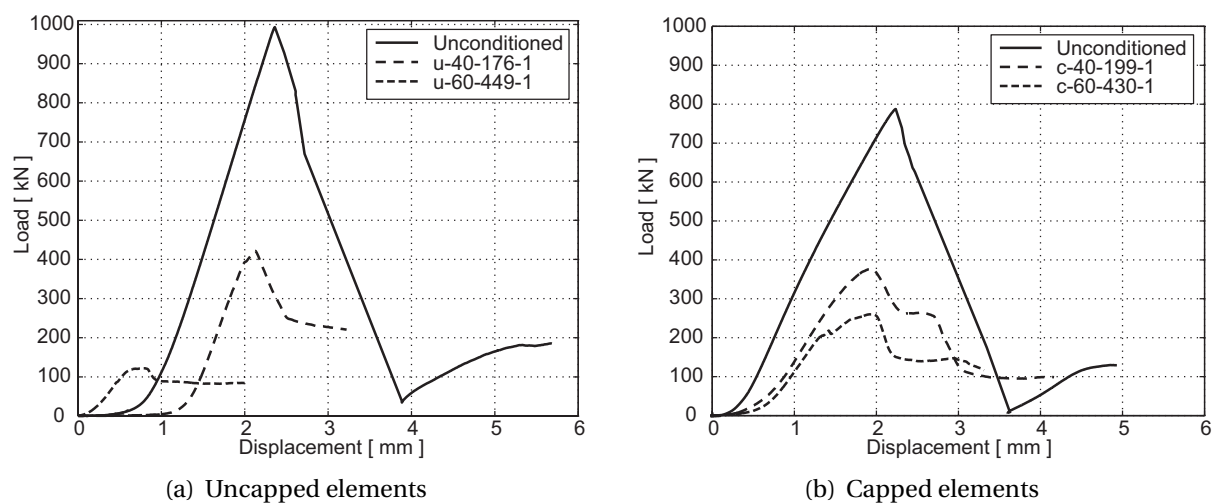 1000
900
800
700
600
500
400
300
200
100
0
Load [ kN ]
Unconditioned
u-40-176-1
u-60-449-1
0 1 2 3 4 5 6
Displacement [ mm ]
(a) Uncapped elements
1000
900
800
700
600
500
400
300
200
100
0
Load [ kN ]
Unconditioned
c-40-199-1
c-60-430-1
0 1 2 3 4 5 6
Displacement [ mm ]
(b) Capped elements